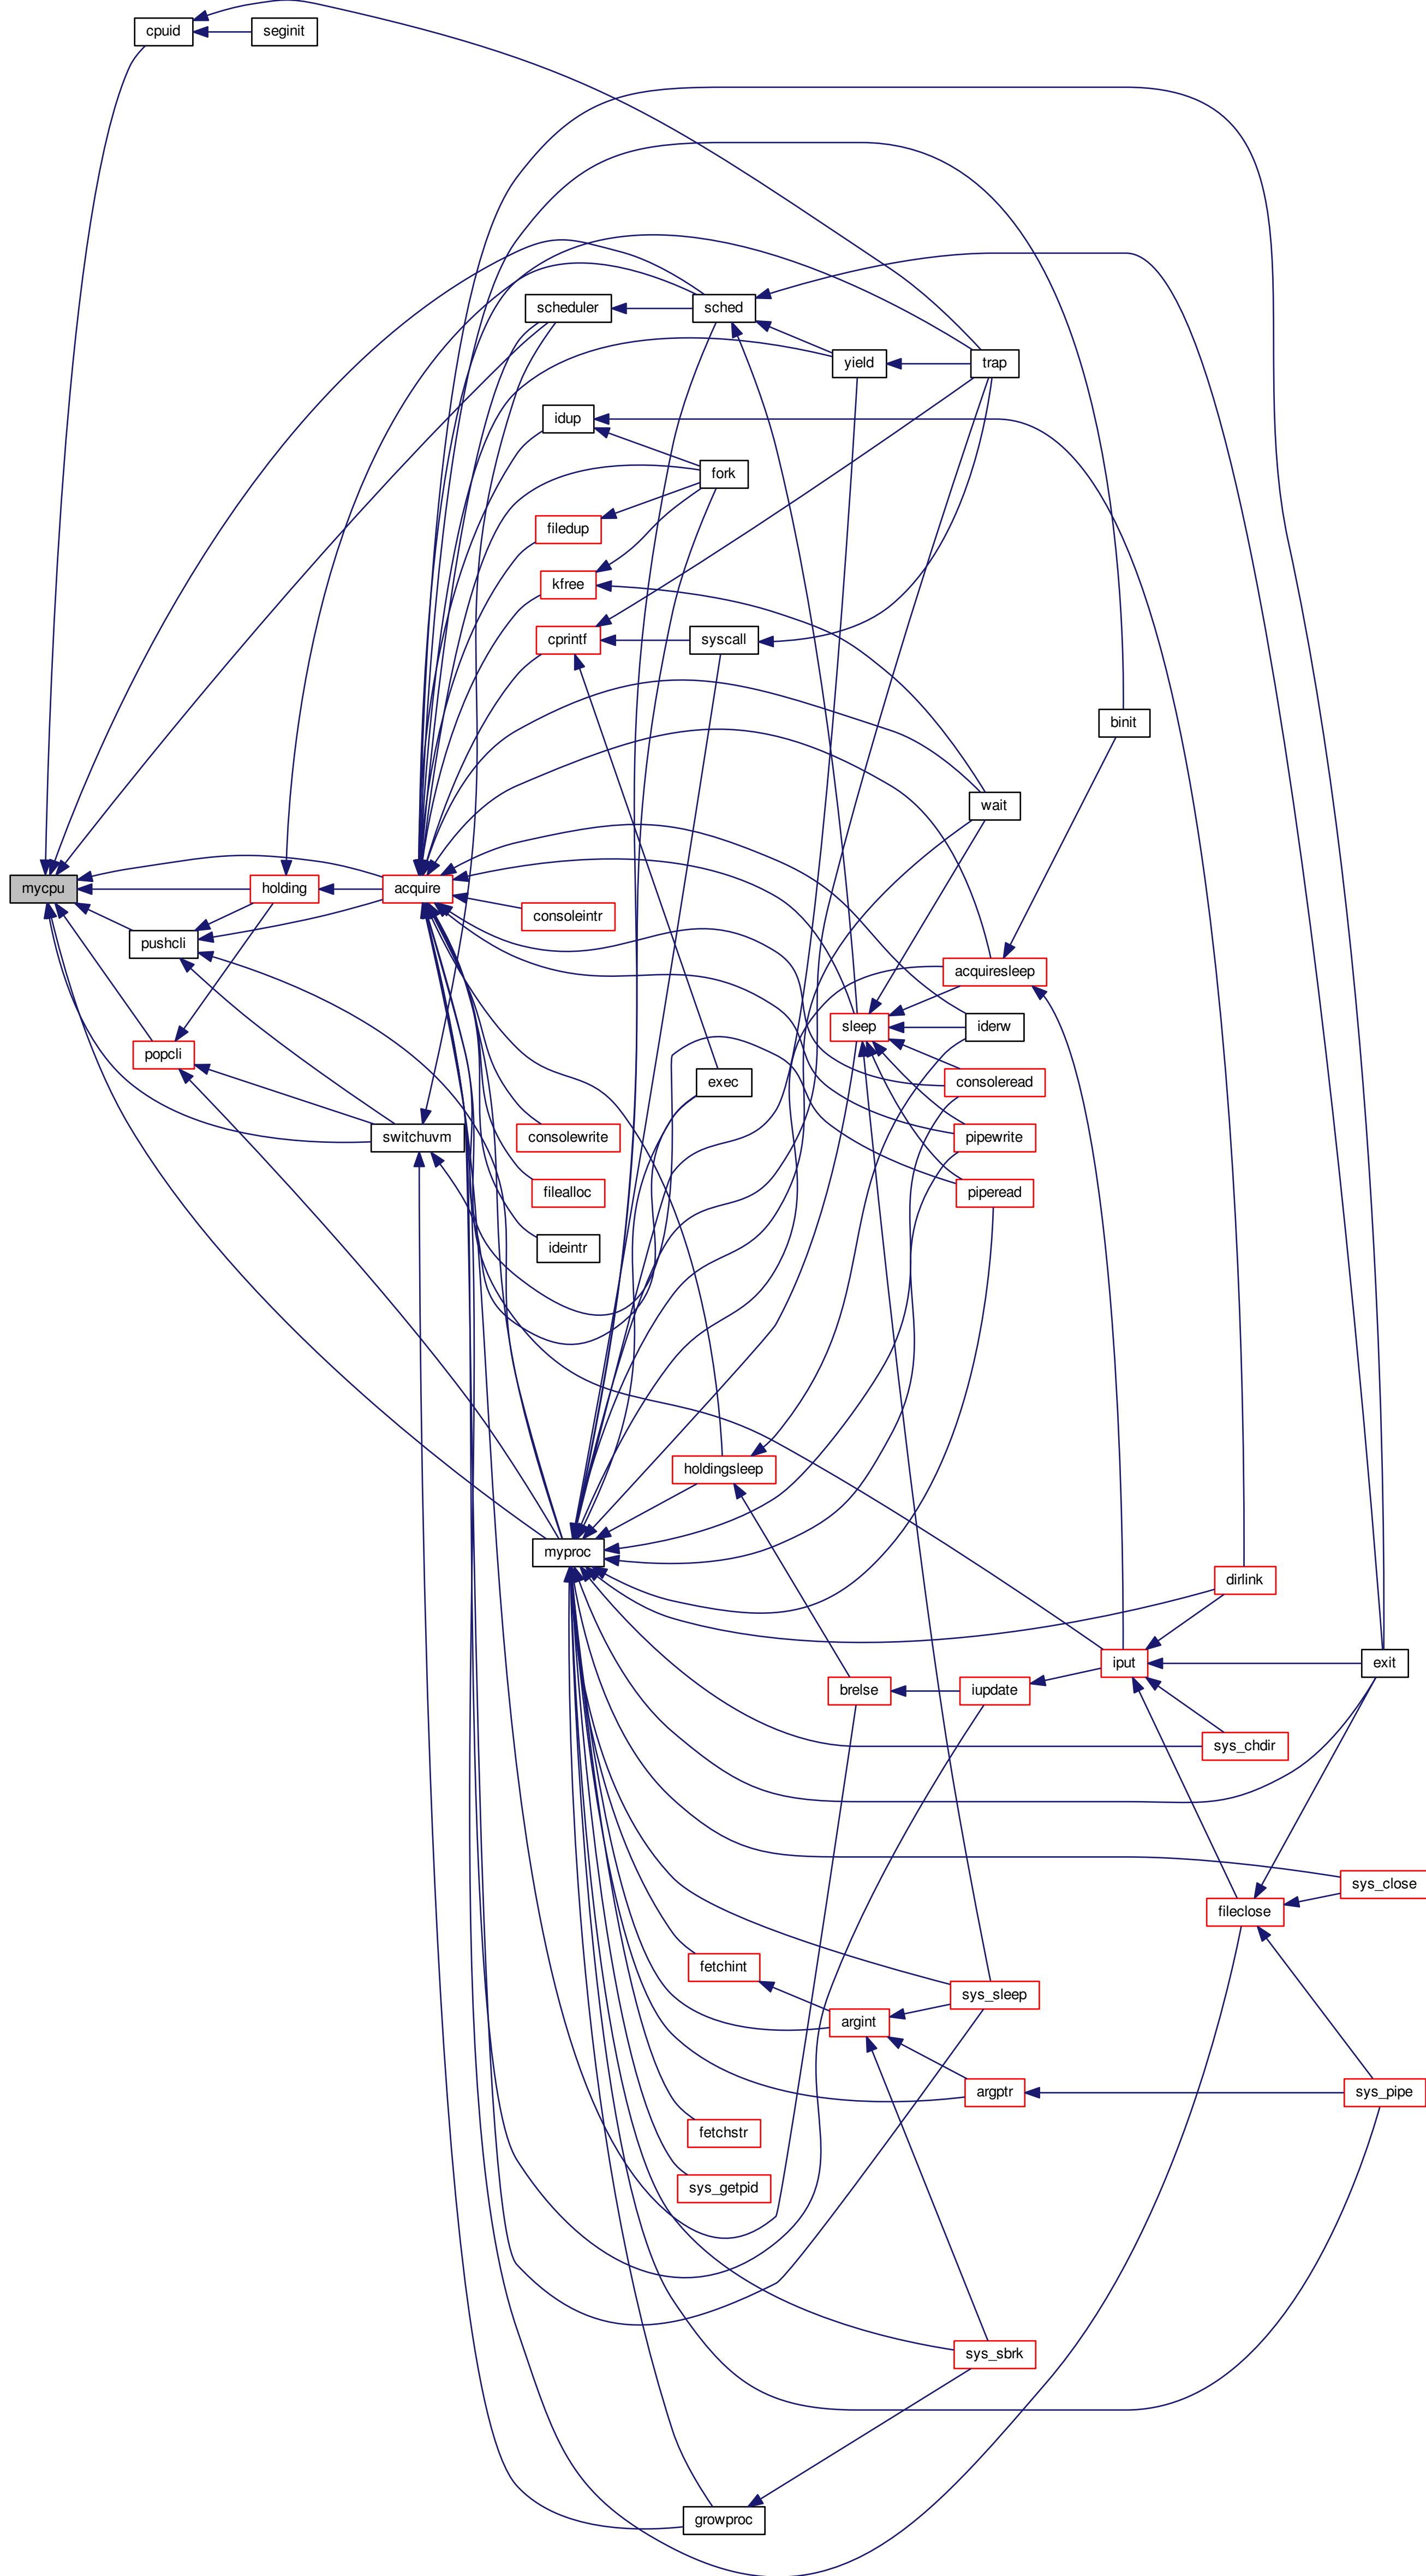 cpuid
seginit
scheduler
sched
yield
trap
idup
fork
filedup
kfree
cprintf
syscall
binit
wait
mycpu
holding
acquire
consoleintr
pushcli
acquiresleep
sleep
iderw
popcli
exec
consoleread
switchuvm
consolewrite
pipewrite
filealloc
piperead
ideintr
holdingsleep
myproc
dirlink
iput
exit
brelse
iupdate
sys_chdir
sys_close
fileclose
fetchint
sys_sleep
argint
argptr
sys_pipe
fetchstr
sys_getpid
sys_sbrk
growproc